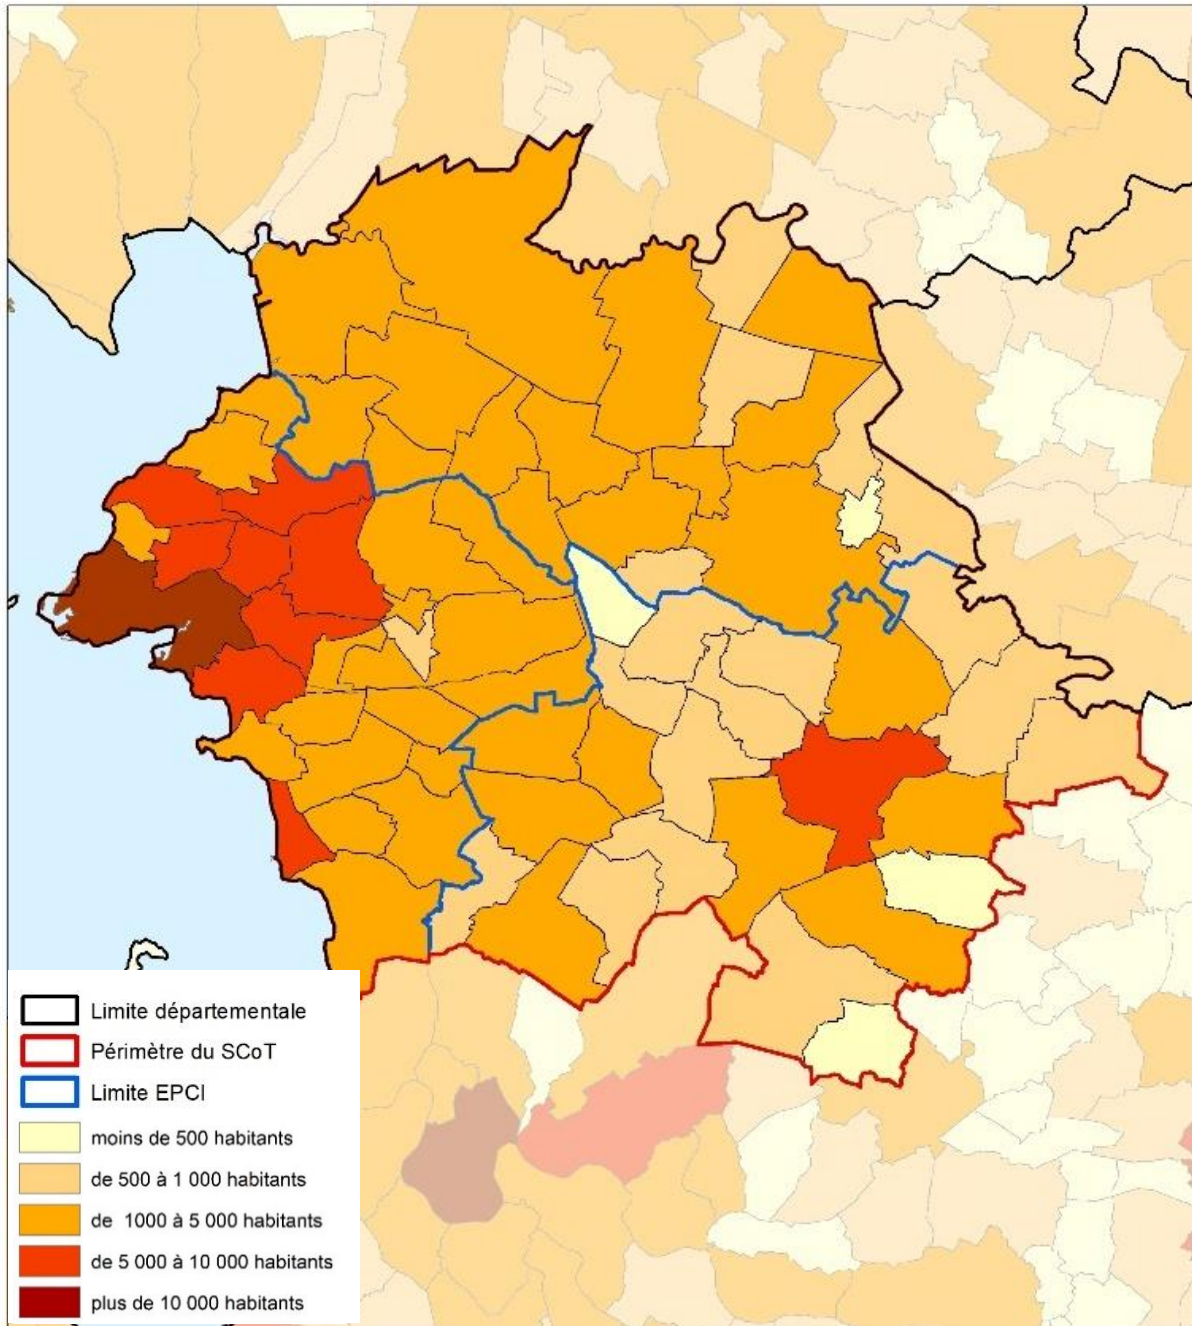 Limite départementale
Périmètre du SCoT
Limite EPCI
moins de 500 habitants
de 500 à 1 000 habitants
de 1000 à 5 000 habitants
de 5 000 à 10 000 habitants
plus de 10 000 habitants